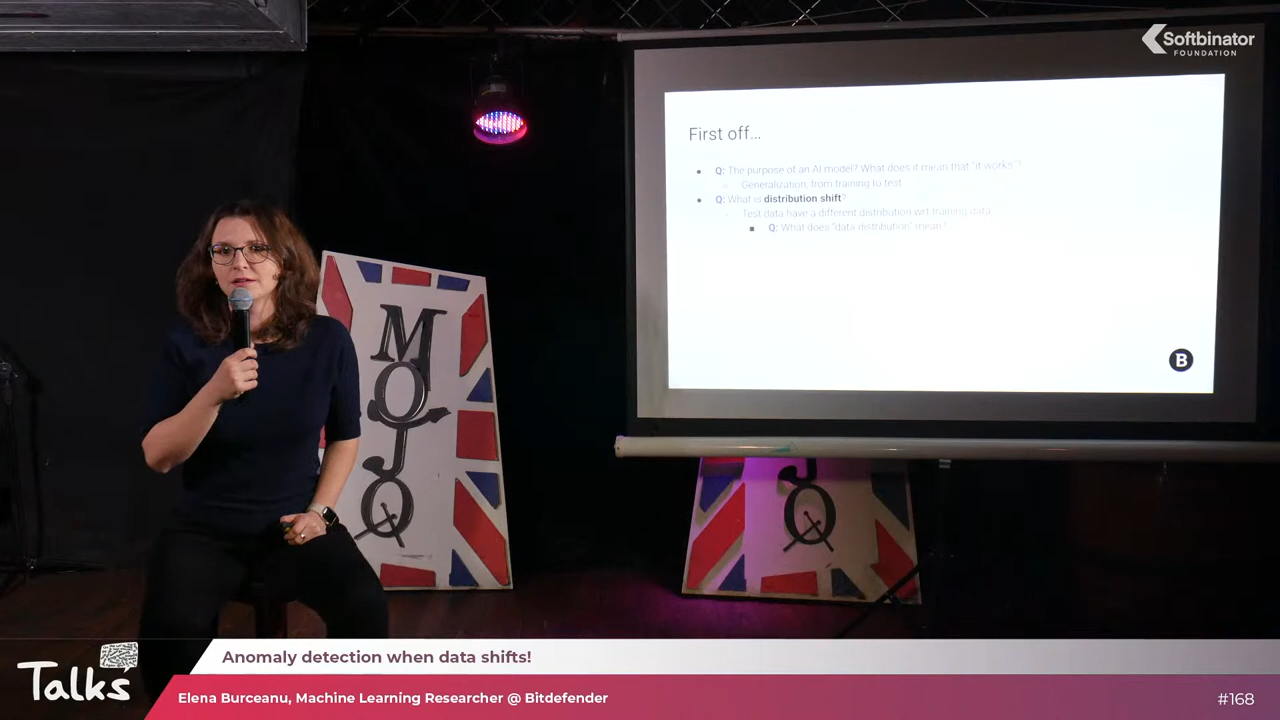 Softbinator
FOUNDATION
First off...
Q: The purpose of an AI model? What does it mean that "it works"?
Generalization, from training to test
Q: What is distribution shift?
Test data have a different distribution wrt training data
Q: What does "data distribution" mean?
B
MOJO
JO
Talks
Anomaly detection when data shifts!
Elena Burceanu, Machine Learning Researcher @ Bitdefender
#168